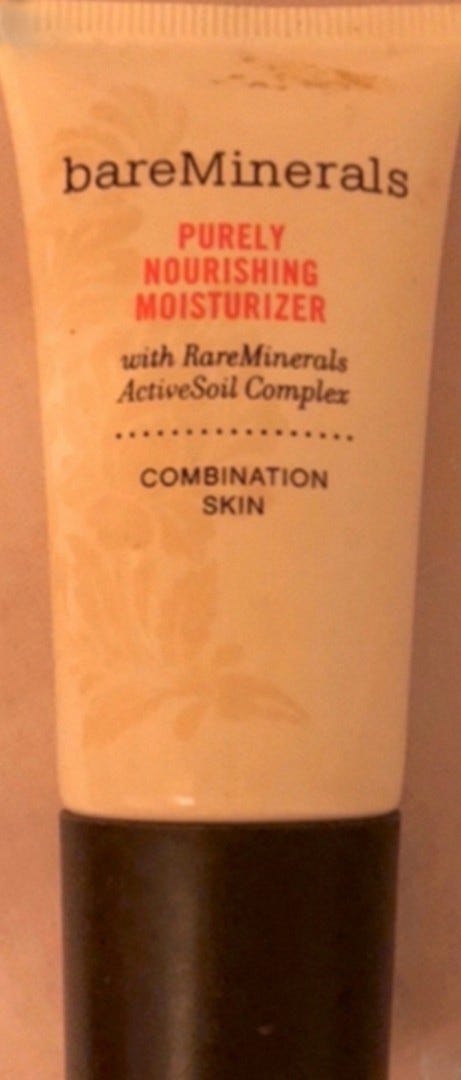 bareMinerals
PURELY
NOURISHING
MOISTURIZER
with RareMinerals
ActiveSoil Complex
COMBINATION
SKIN